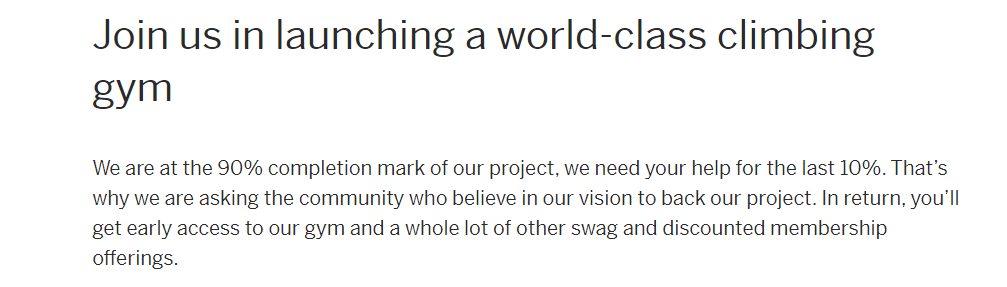 Join us in launching a world-class climbing
gym
We are at the 90% completion mark of our project, we need your help for the last 10%. That’s
why we are asking the community who believe in our vision to back our project. In return, you’ll
get early access to our gym and a whole lot of other swag and discounted membership
offerings.